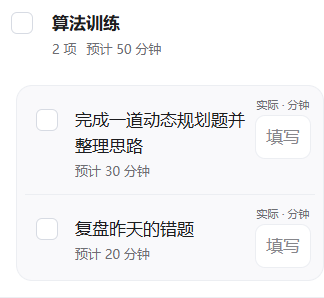 算法训练
2 项 预计 50 分钟
实际 · 分钟
完成一道动态规划题并
整理思路
填写
预计 30 分钟
实际 · 分钟
复盘昨天的错题
填写
预计 20 分钟